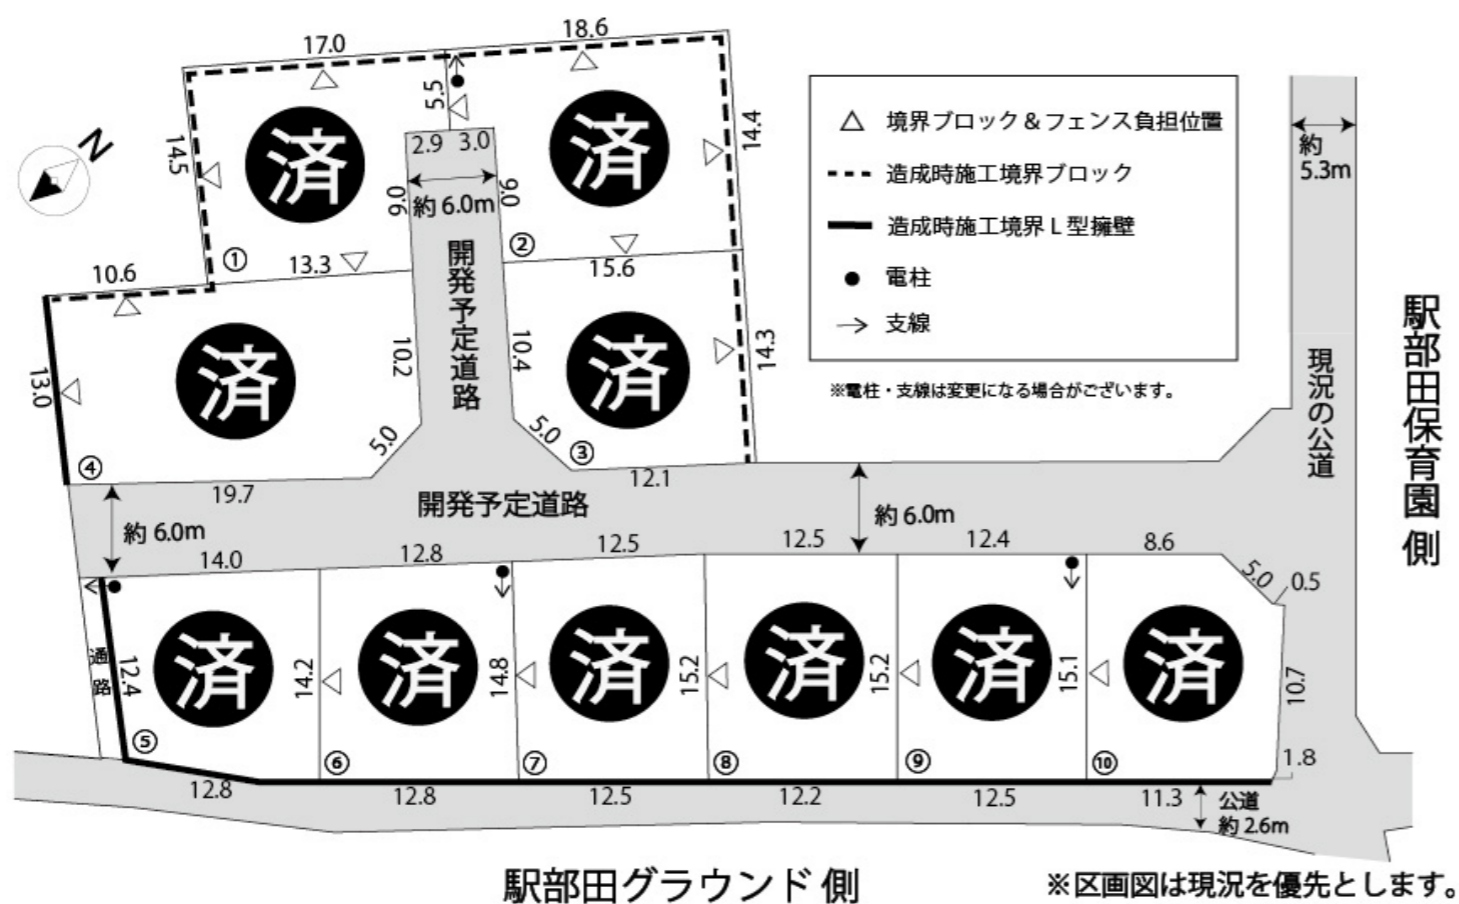 17.0
18.6
5.5
14.5
済
済
14.4
2.9 3.0
9.0
約 6.0m
9.0
N
①
②
13.3
15.6
10.6
開発予定道路
済
済
10.2
10.4
14.3
13.0
5.0
5.0
④
③
19.7
12.1
開発予定道路
約 6.0m
約 6.0m
△ 境界ブロック＆フェンス負担位置
造成時施工境界ブロック
造成時施工境界L型擁壁
● 電柱
→ 支線
※電柱・支線は変更になる場合がございます。
約
5.3m
現況の公道
駅部田保育園 側
14.0
12.8
12.5
12.5
12.4
8.6
5.0
0.5
通路
12.4
済
14.2
済
14.8
済
15.2
済
15.2
済
15.1
済
10.7
⑤
⑥
⑦
⑧
⑨
⑩
1.8
12.8
12.8
12.5
12.2
12.5
11.3
公道
約 2.6m
駅部田グラウンド 側
※区画図は現況を優先とします。